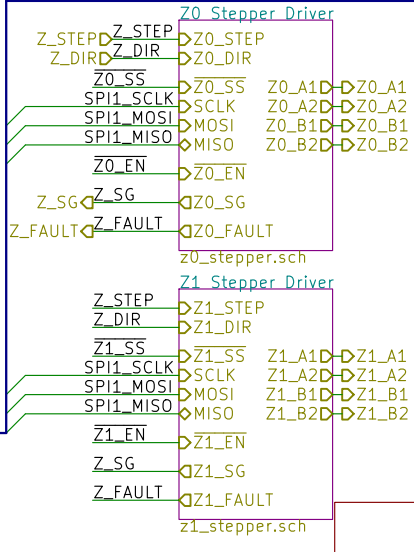 Z0 Stepper Driver
Z_STEP Z_STEP Z0_STEP
Z_DIR Z_DIR Z0_DIR
Z0_SS Z0_SS Z0_A1 Z0_A1
SPI1_SCLK SCLK Z0_A2 Z0_A2
SPI1_MOSI MOSI Z0_B1 Z0_B1
SPI1_MISO MISO Z0_B2 Z0_B2
Z0_EN Z0_EN
Z_SG Z_SG Z0_SG
Z_FAULT Z_FAULT Z0_FAULT
z0_stepper.sch
Z1 Stepper Driver
Z_STEP Z1_STEP
Z_DIR Z1_DIR
Z1_SS Z1_SS Z1_A1 Z1_A1
SPI1_SCLK SCLK Z1_A2 Z1_A2
SPI1_MOSI MOSI Z1_B1 Z1_B1
SPI1_MISO MISO Z1_B2 Z1_B2
Z1_EN Z1_EN
Z_SG Z1_SG
Z_FAULT Z1_FAULT
z1_stepper.sch